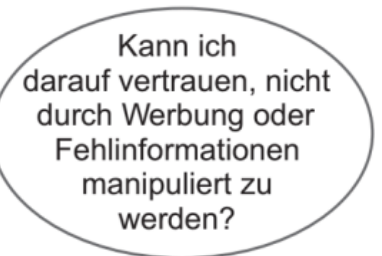 Kann ich
darauf vertrauen, nicht
durch Werbung oder
Fehlinformationen
manipuliert zu
werden?